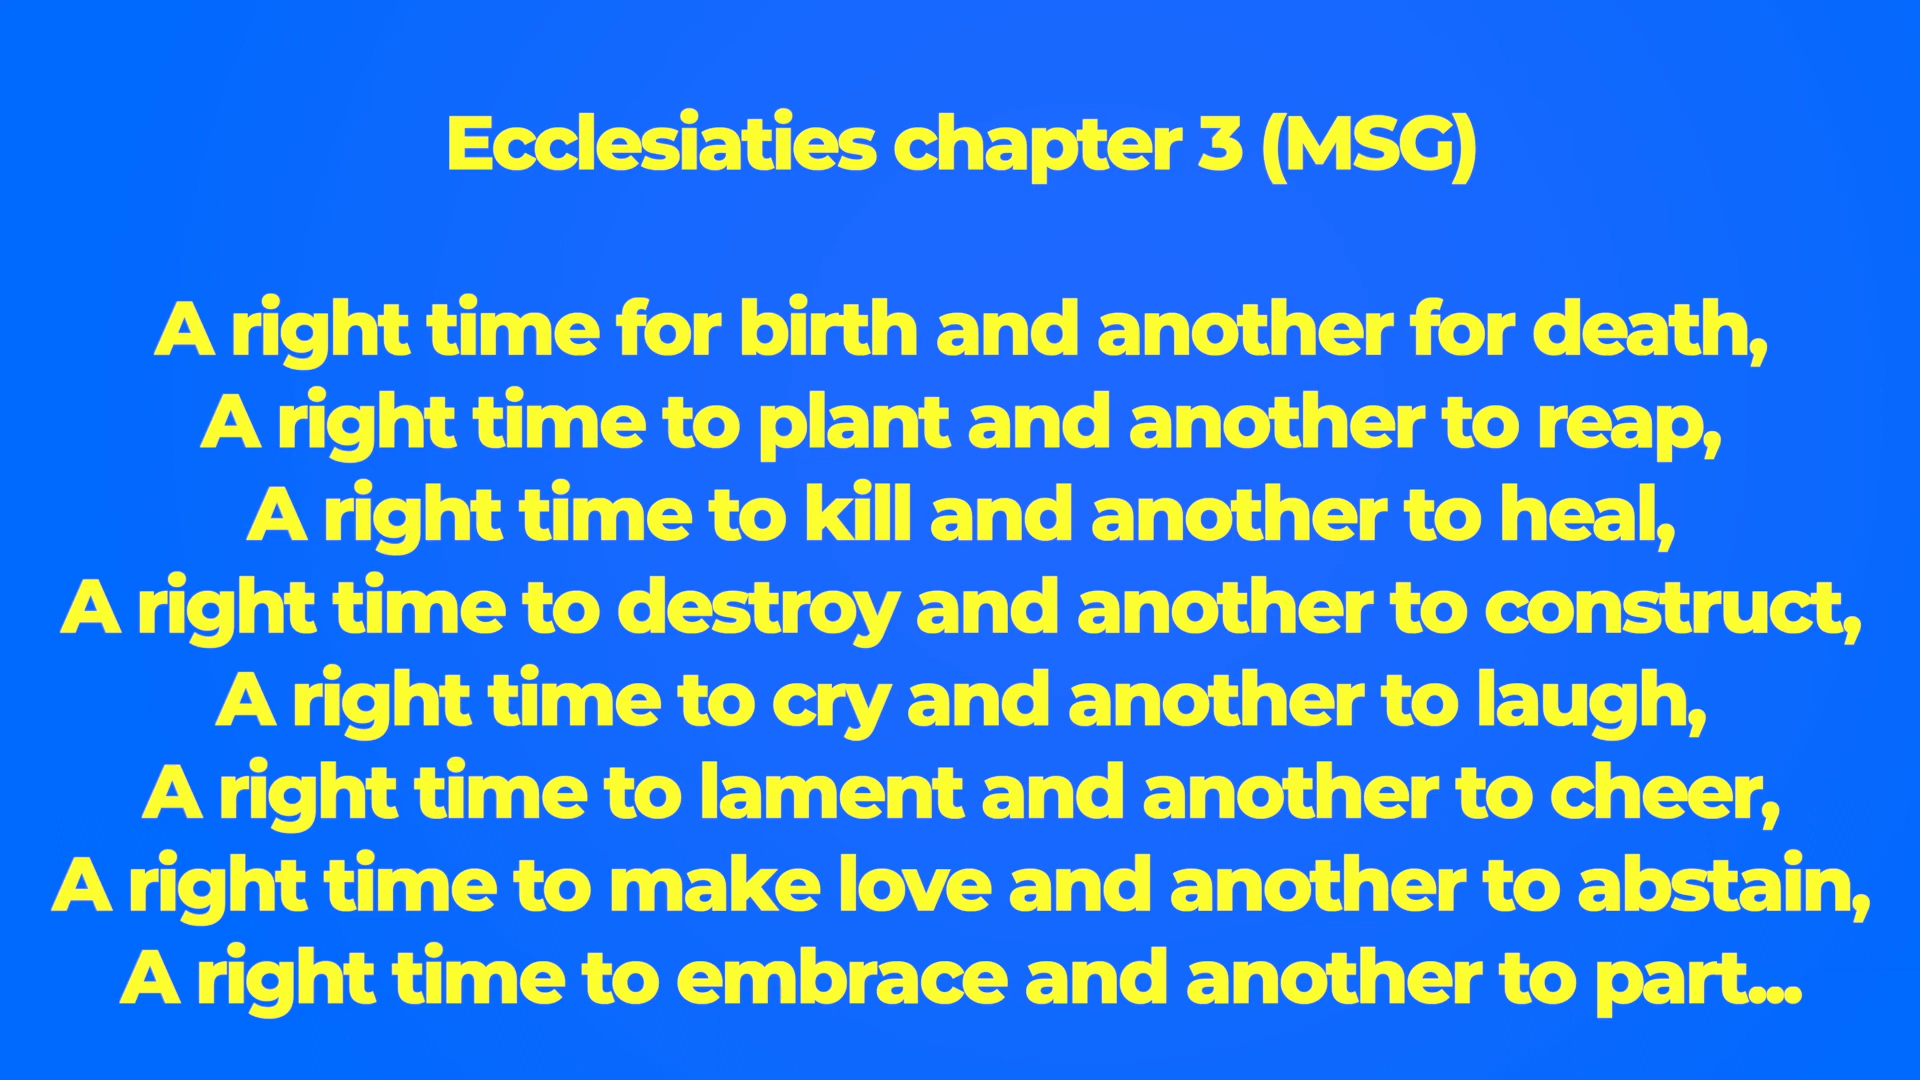 Ecclesiaties chapter 3 (MSG)
A right time for birth and another for death,
A right time to plant and another to reap,
A right time to kill and another to heal,
A right time to destroy and another to construct,
A right time to cry and another to laugh,
A right time to lament and another to cheer,
A right time to make love and another to abstain,
A right time to embrace and another to part...